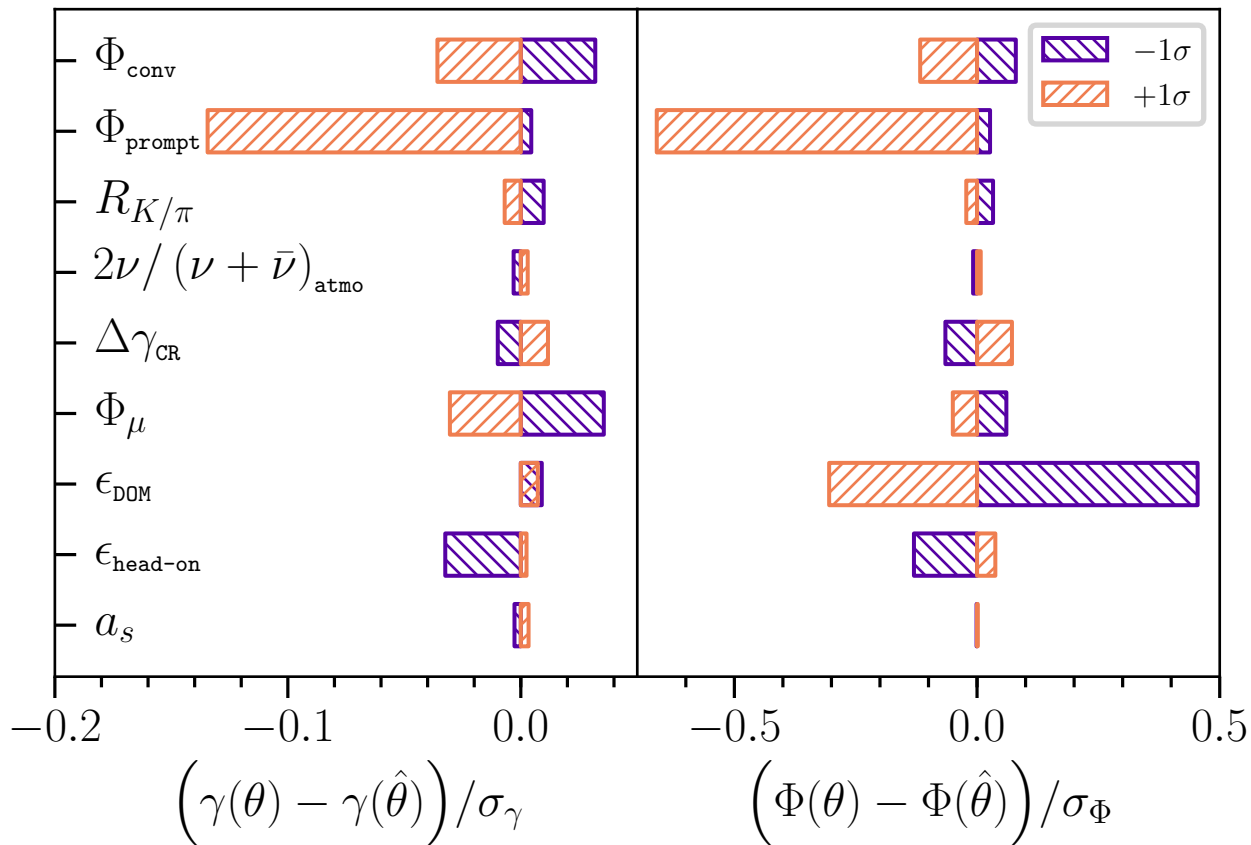 Φ_conv
Φ_prompt
R_{K/π}
2ν/(ν + ν̄)_atmo
Δγ_CR
Φ_μ
ϵ_DOM
ϵ_head-on
a_s
−1σ
+1σ
−0.2 −0.1 0.0 −0.5 0.0 0.5
(γ(θ) − γ(θ̂))/σ_γ (Φ(θ) − Φ(θ̂))/σ_Φ